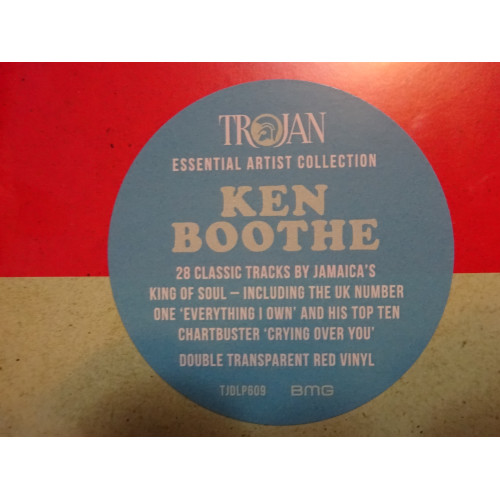 TROJAN
ESSENTIAL ARTIST COLLECTION
KEN
BOOTHE
28 CLASSIC TRACKS BY JAMAICA'S
KING OF SOUL – INCLUDING THE UK NUMBER
ONE 'EVERYTHING I OWN' AND HIS TOP TEN
CHARTBUSTER 'CRYING OVER YOU'
DOUBLE TRANSPARENT RED VINYL
TJDLP609 BMG